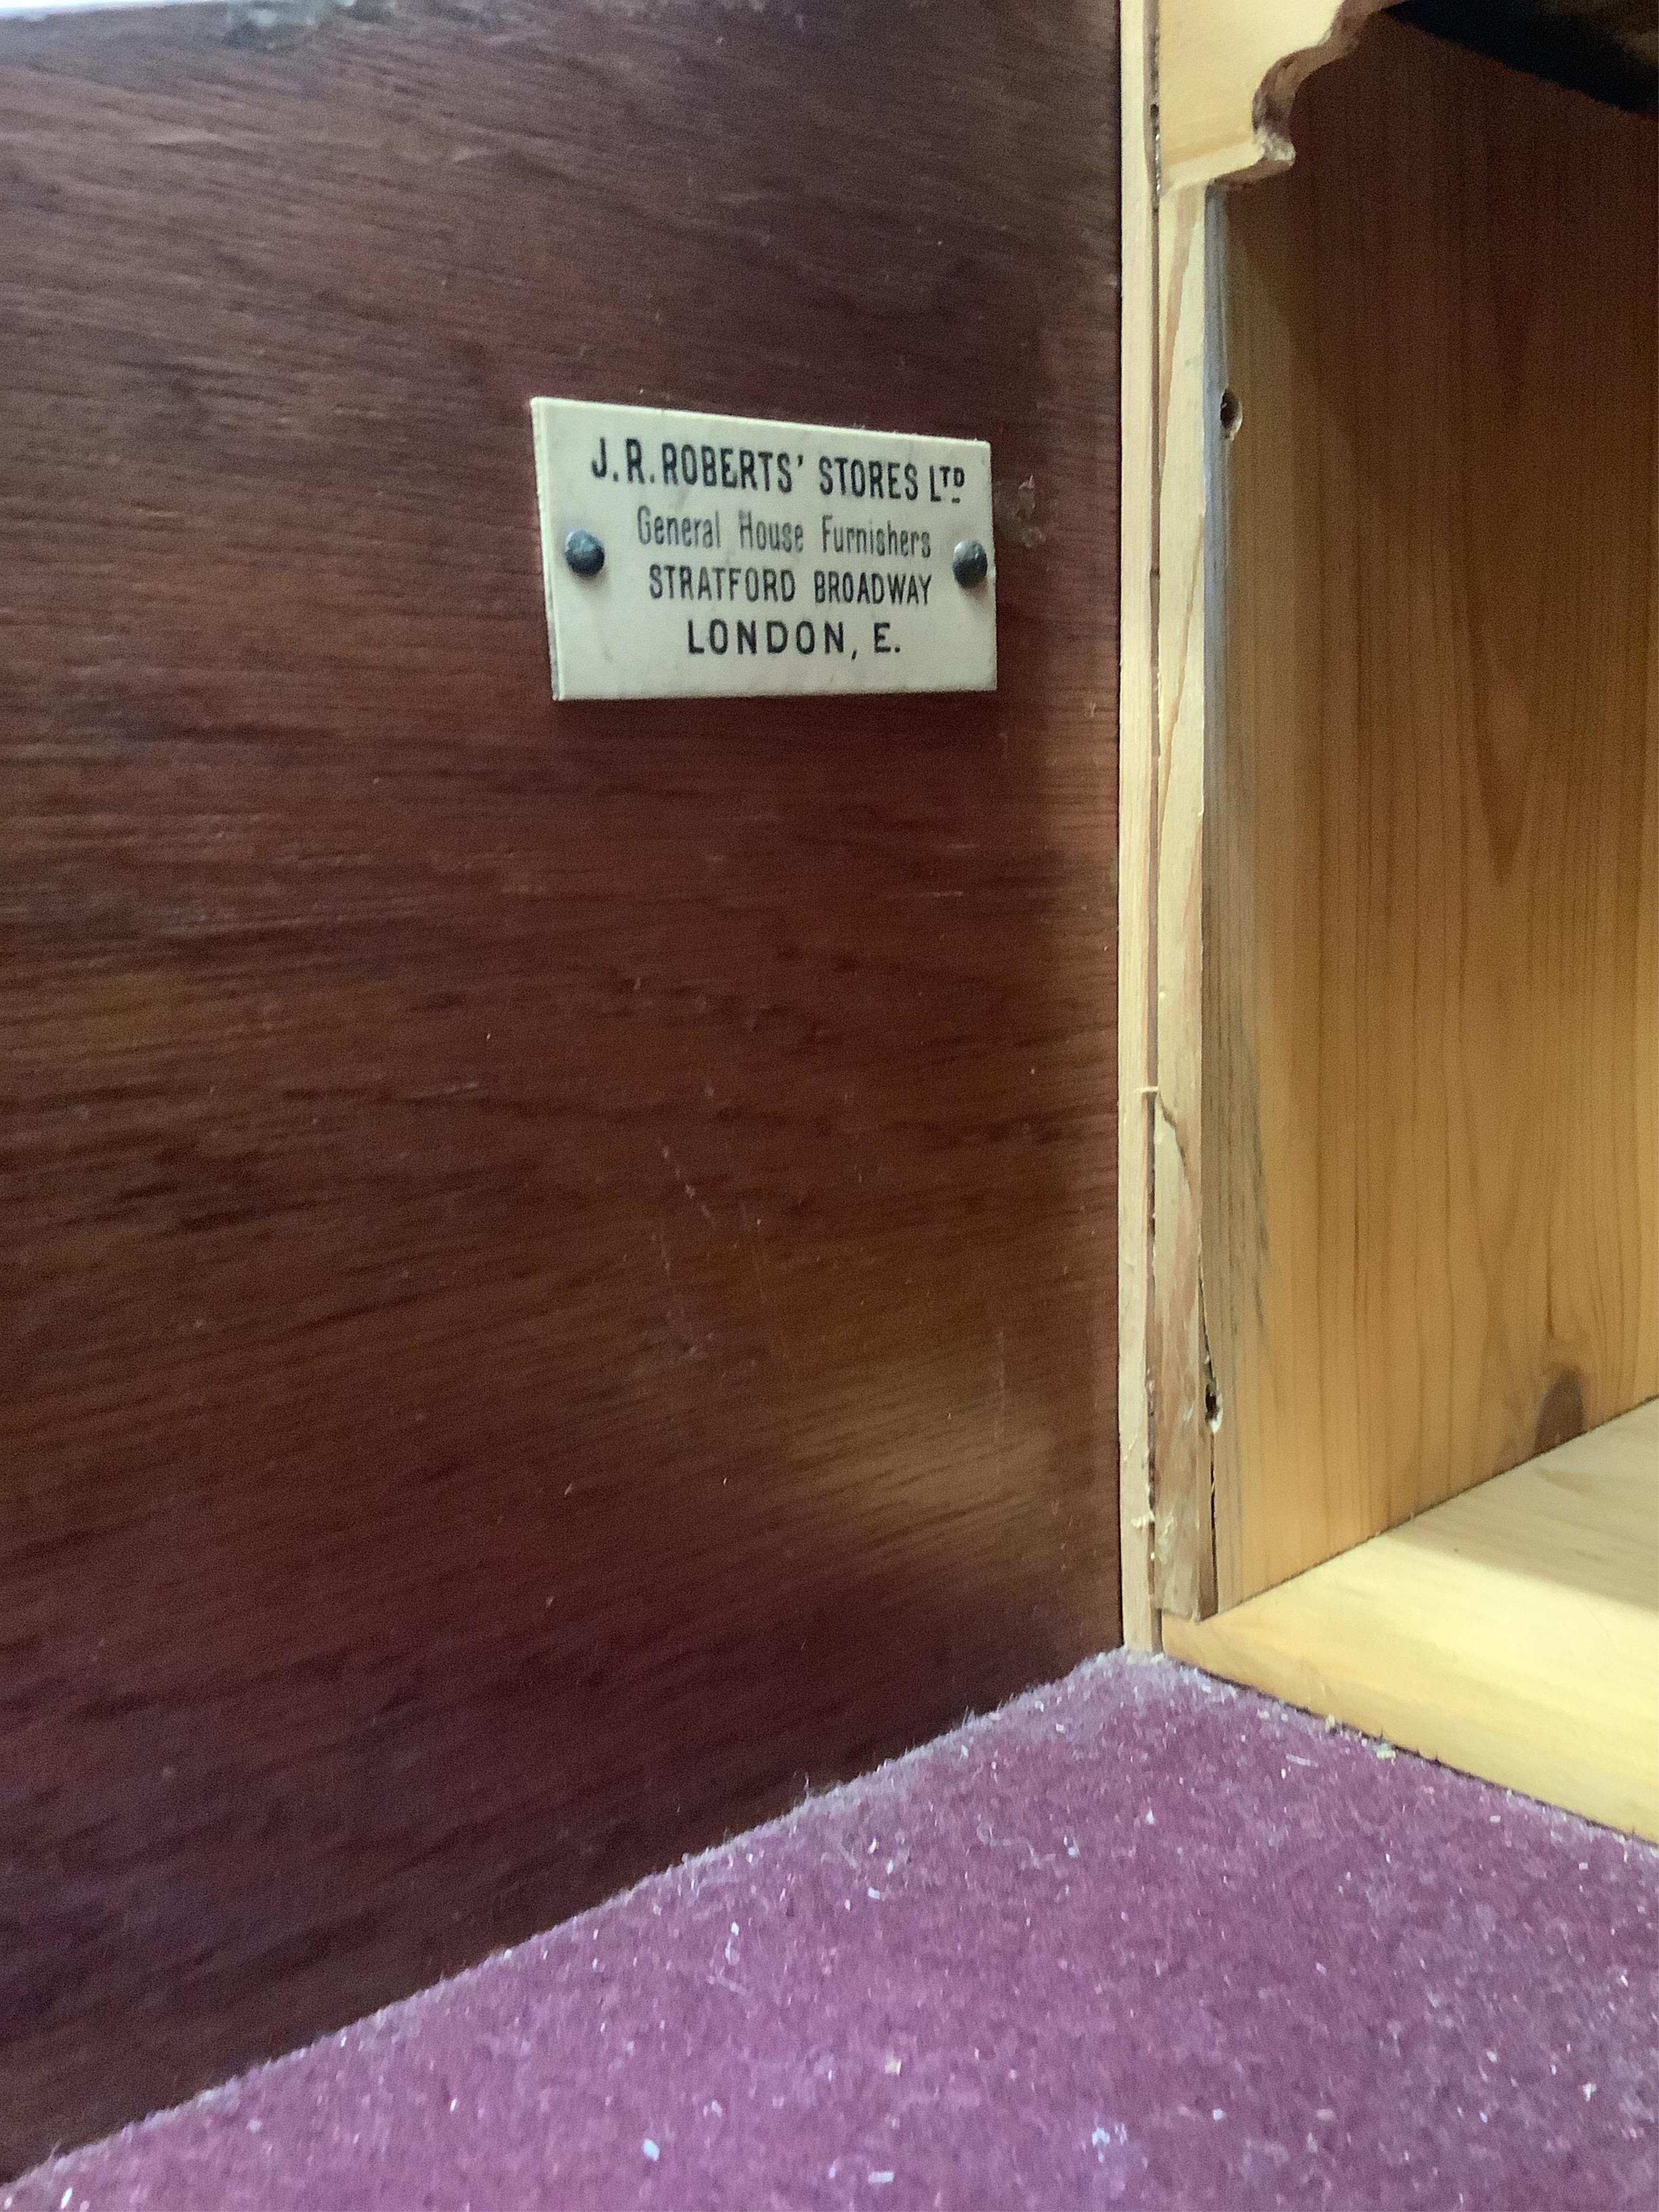 J.R.ROBERTS' STORES LTD
General House Furnishers
STRATFORD BROADWAY
LONDON, E.